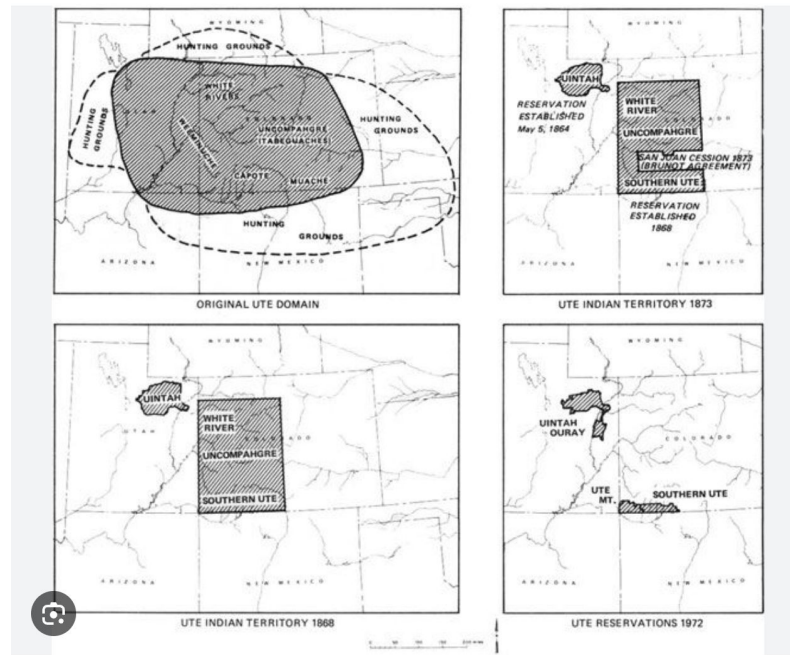 WYOMING
HUNTING GROUNDS
HUNTING
GROUNDS
UTAH
WHITE
RIVERS
COLORADO
UNCOMPAHGRE
(TABEGUACHES)
WEEMINUCHE
CAPOTE
MUACHE
HUNTING
GROUNDS
HUNTING
GROUNDS
ARIZONA
NEW MEXICO
ORIGINAL UTE DOMAIN
WYOMING
UINTAH
RESERVATION
ESTABLISHED
May 5, 1864
WHITE
RIVER
COLORADO
UNCOMPAHGRE
SAN JUAN CESSION 1873
(BRUNOT AGREEMENT)
SOUTHERN UTE
RESERVATION
ESTABLISHED
1868
ARIZONA
NEW MEXICO
UTE INDIAN TERRITORY 1873
WYOMING
UINTAH
UTAH
WHITE
RIVER
COLORADO
UNCOMPAHGRE
SOUTHERN UTE
ARIZONA
NEW MEXICO
UTE INDIAN TERRITORY 1868
WYOMING
UINTAH
OURAY
COLORADO
UTE
MT.
SOUTHERN UTE
ARIZONA
NEW MEXICO
UTE RESERVATIONS 1972